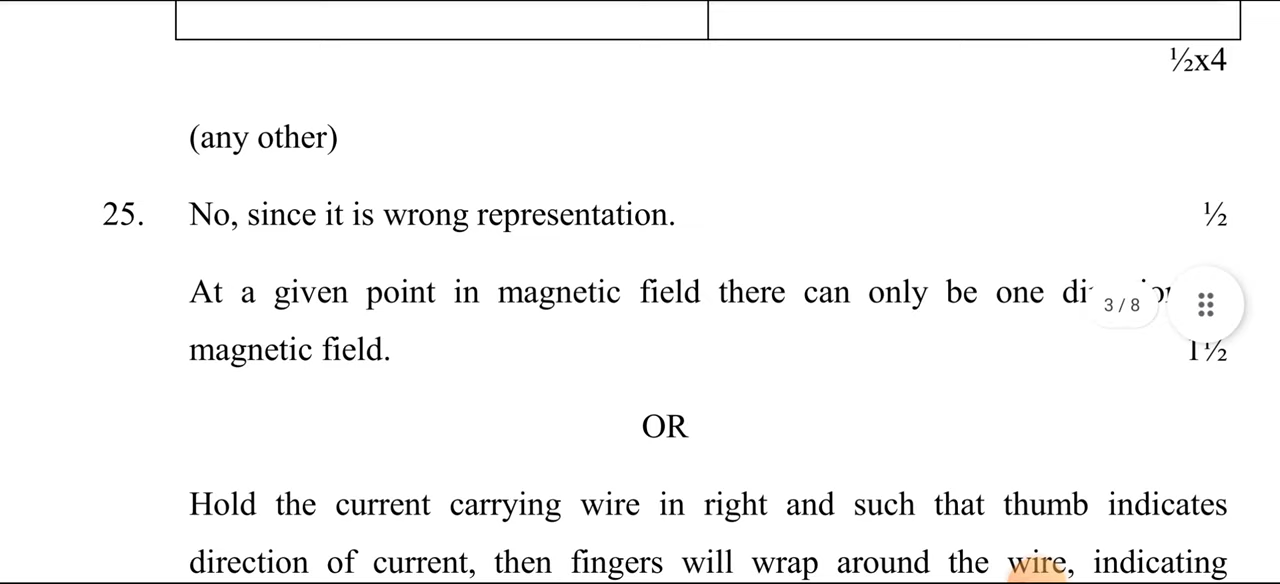 ½x4
(any other)
25. No, since it is wrong representation. ½
At a given point in magnetic field there can only be one
3 / 8
magnetic field. 1½
OR
Hold the current carrying wire in right and such that thumb indicates
direction of current, then fingers will wrap around the wire, indicating